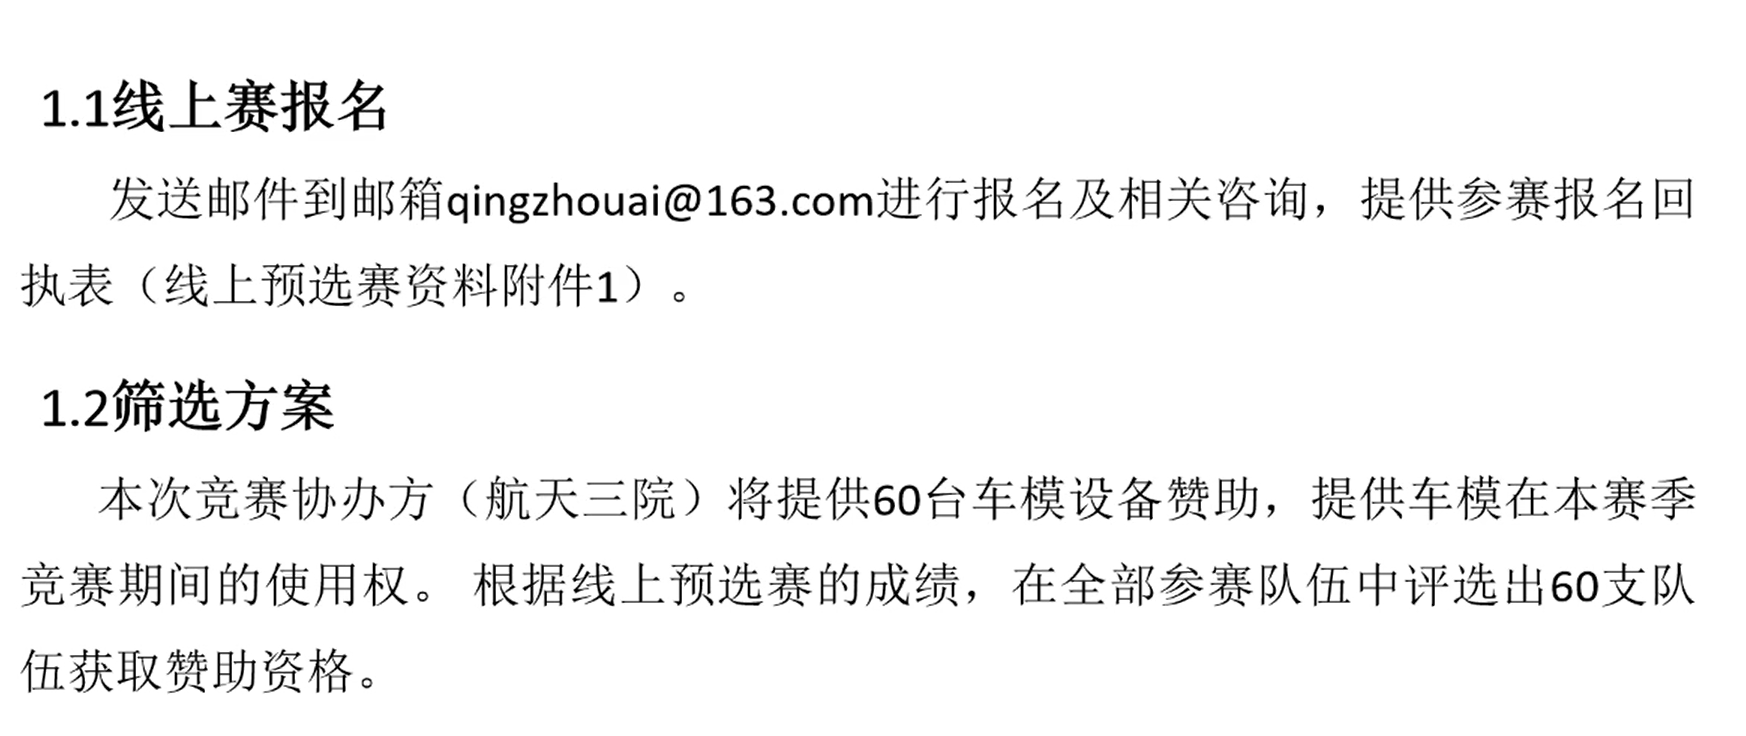 1.1线上赛报名
发送邮件到邮箱qingzhouai@163.com进行报名及相关咨询，提供参赛报名回
执表（线上预选赛资料附件1）。
1.2筛选方案
本次竞赛协办方（航天三院）将提供60台车模设备赞助，提供车模在本赛季
竞赛期间的使用权。 根据线上预选赛的成绩，在全部参赛队伍中评选出60支队
伍获取赞助资格。